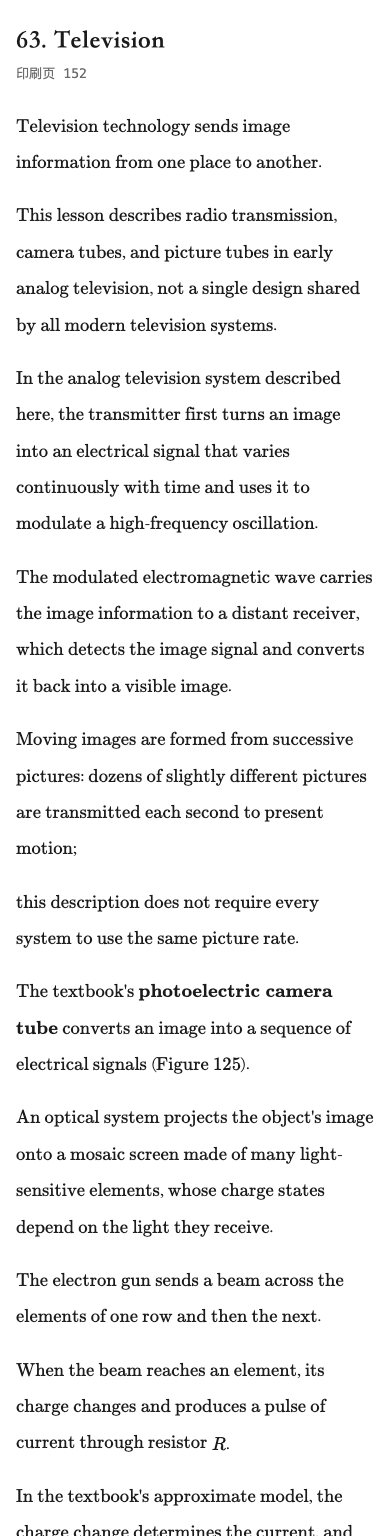 63. Television
印刷页 152
Television technology sends image
information from one place to another.
This lesson describes radio transmission,
camera tubes, and picture tubes in early
analog television, not a single design shared
by all modern television systems.
In the analog television system described
here, the transmitter first turns an image
into an electrical signal that varies
continuously with time and uses it to
modulate a high-frequency oscillation.
The modulated electromagnetic wave carries
the image information to a distant receiver,
which detects the image signal and converts
it back into a visible image.
Moving images are formed from successive
pictures: dozens of slightly different pictures
are transmitted each second to present
motion;
this description does not require every
system to use the same picture rate.
The textbook's photoelectric camera
tube converts an image into a sequence of
electrical signals (Figure 125).
An optical system projects the object's image
onto a mosaic screen made of many light-
sensitive elements, whose charge states
depend on the light they receive.
The electron gun sends a beam across the
elements of one row and then the next.
When the beam reaches an element, its
charge changes and produces a pulse of
current through resistor R.
In the textbook's approximate model, the
charge change determines the current, and